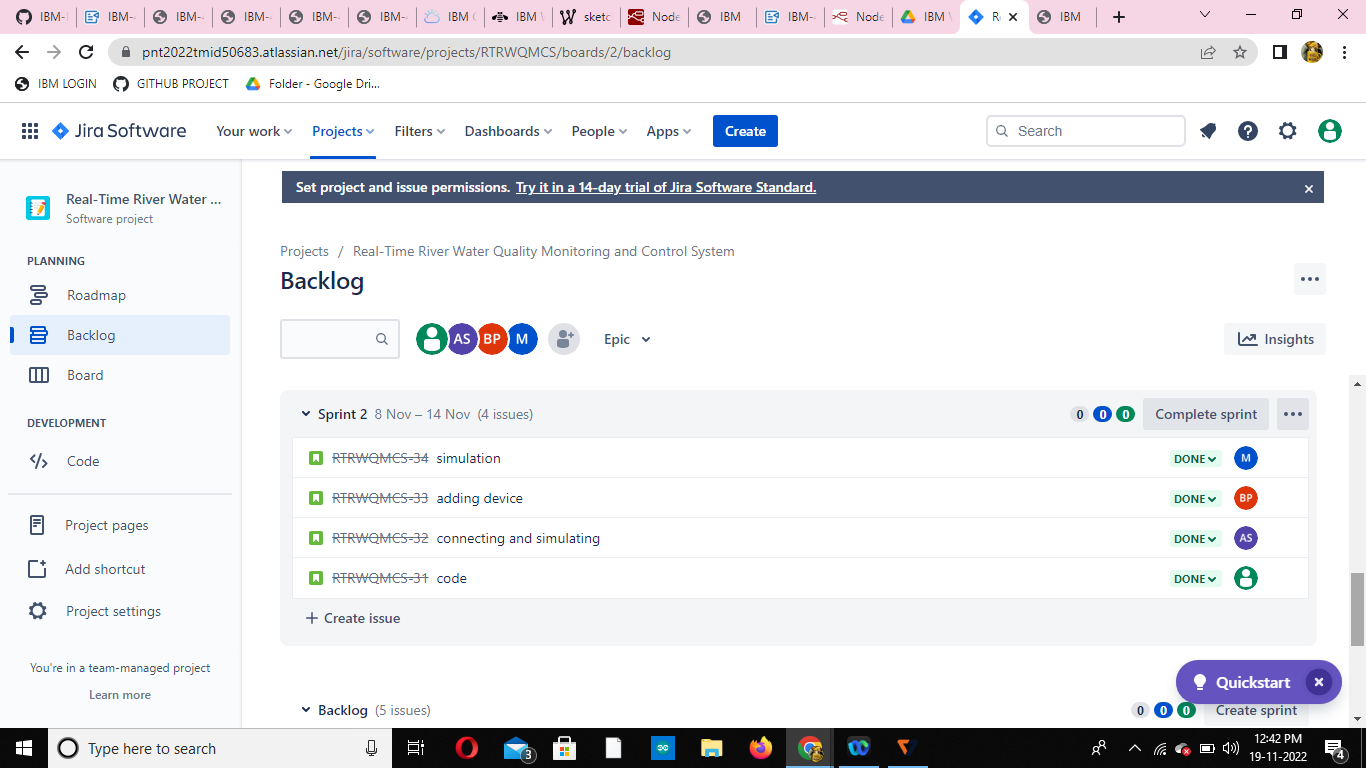 IBM-I
IBM-
IBM-
IBM-
IBM-
IBM-
IBM C
IBM W
sketc
Node
IBM
IBM-
Node
IBM V
IBM
pnt2022tmid50683.atlassian.net/jira/software/projects/RTRWQMCS/boards/2/backlog
IBM LOGIN GITHUB PROJECT Folder - Google Dri...
Jira Software Your work Projects Filters Dashboards People Apps Create Search
Set project and issue permissions. Try it in a 14-day trial of Jira Software Standard.
Real-Time River Water ...
Software project
PLANNING
Roadmap
Backlog
Board
DEVELOPMENT
Code
Project pages
Add shortcut
Project settings
You're in a team-managed project
Learn more
Projects / Real-Time River Water Quality Monitoring and Control System
Backlog
AS BP M Epic Insights
Sprint 2 8 Nov – 14 Nov (4 issues) 0 0 0 Complete sprint
RTRWQMCS-34 simulation DONE M
RTRWQMCS-33 adding device DONE BP
RTRWQMCS-32 connecting and simulating DONE AS
RTRWQMCS-31 code DONE
+ Create issue
Quickstart
Backlog (5 issues) 0 0 0 Create sprint
Type here to search
3
12:42 PM
19-11-2022
4